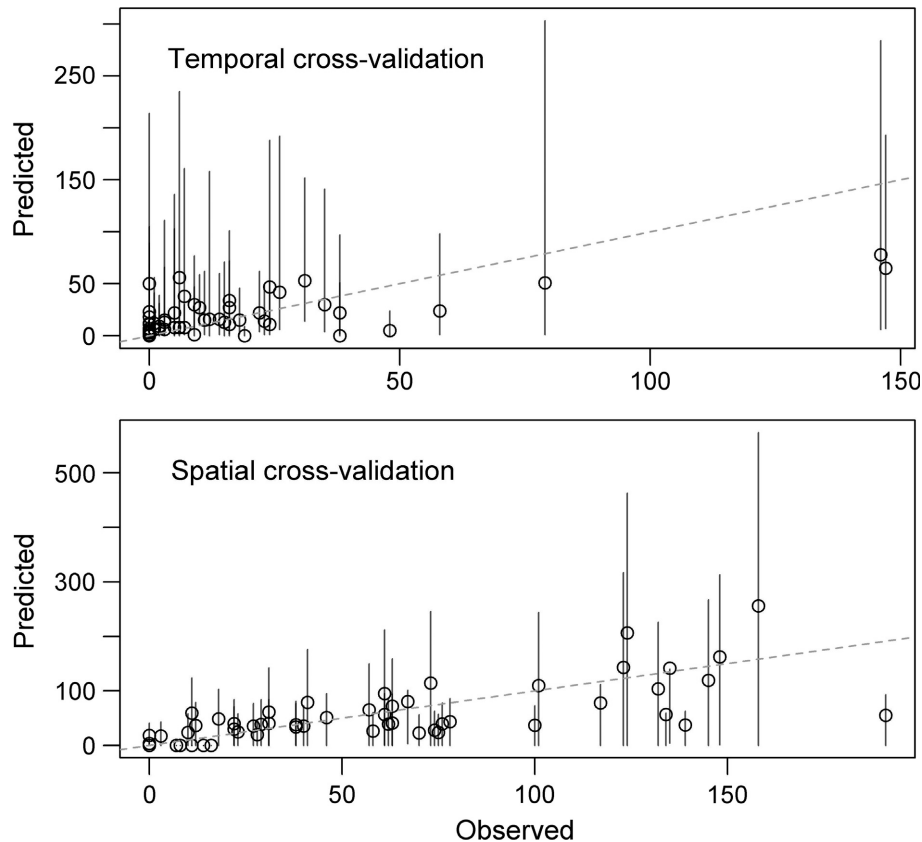 Temporal cross-validation
Predicted
250
150
50
0
0 50 100 150
Spatial cross-validation
Predicted
500
300
100
0
0 50 100 150
Observed